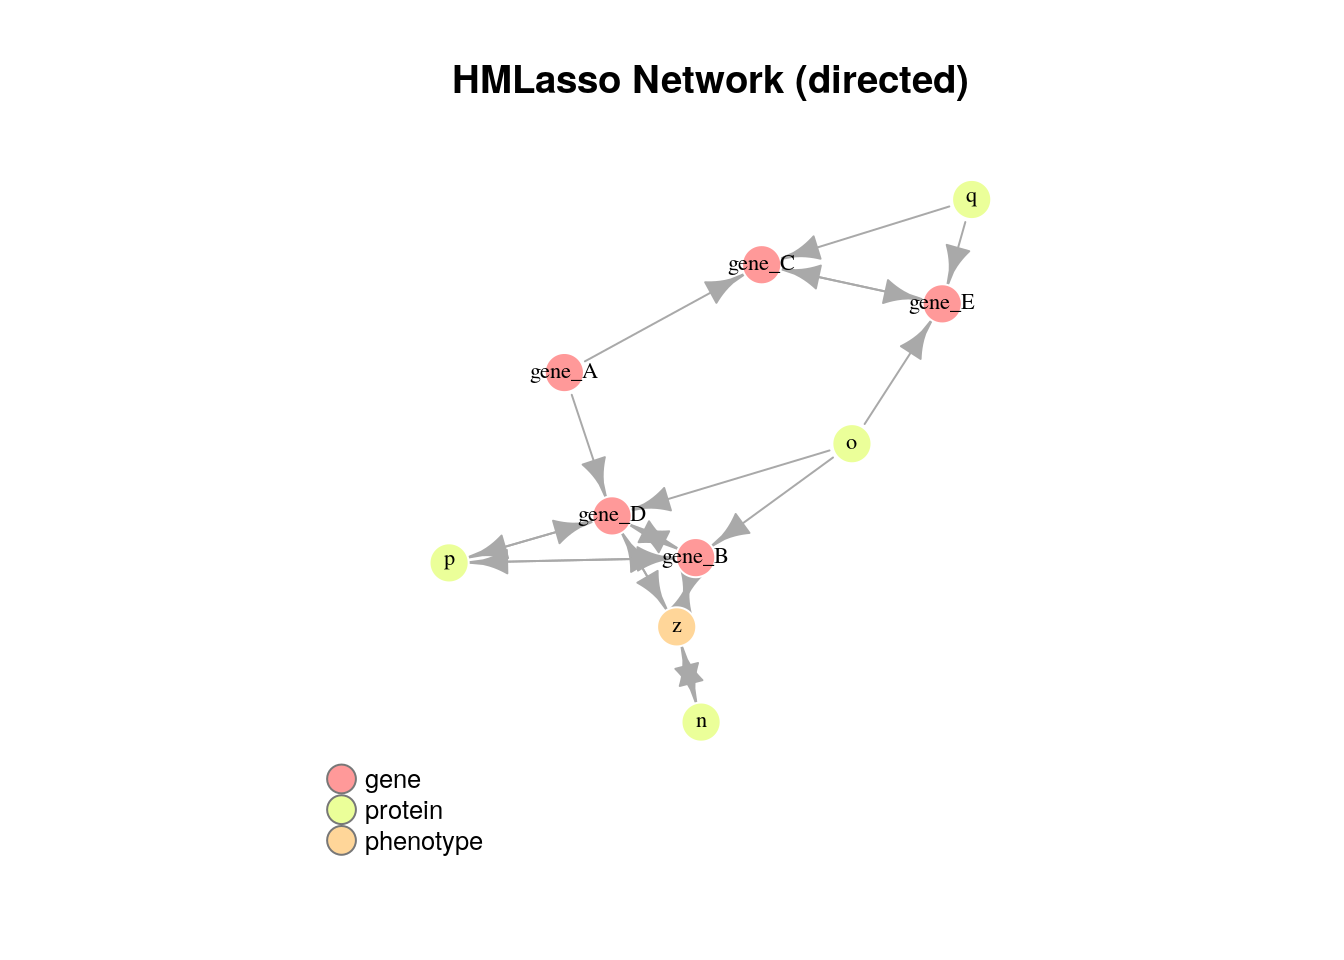 HMLasso Network (directed)
q
gene_C
gene_E
gene_A
o
gene_D
gene_B
p
z
n
gene
protein
phenotype